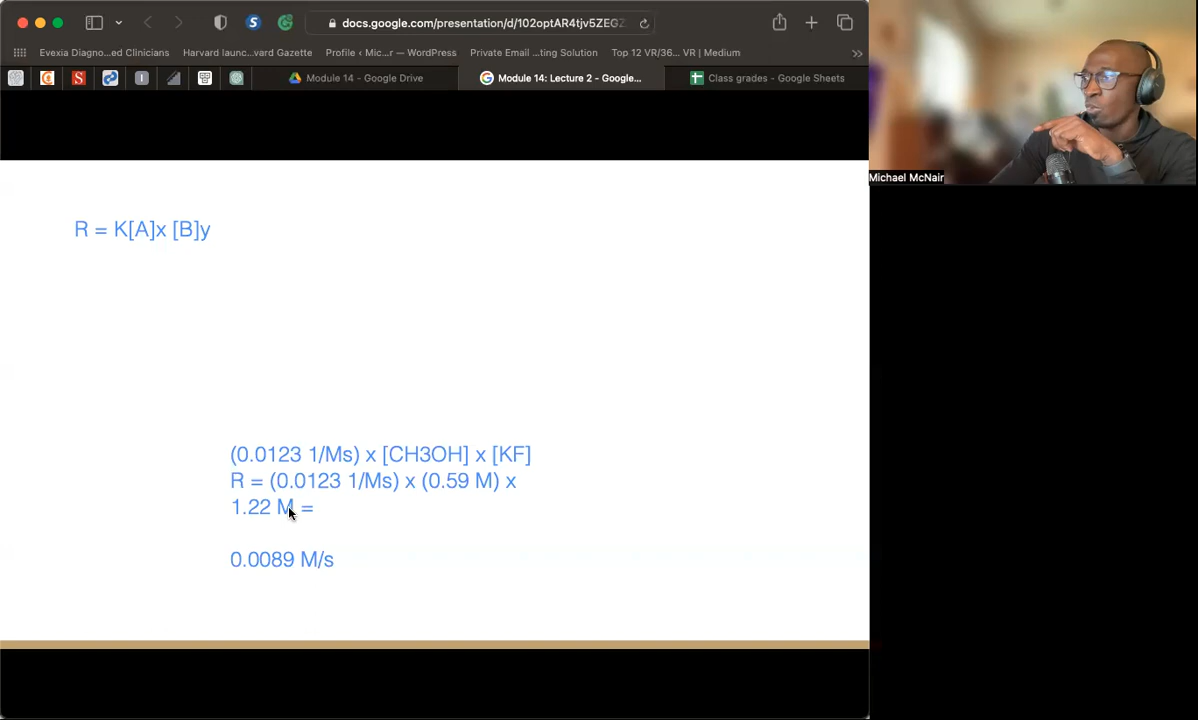 docs.google.com/presentation/d/102optAR4tjv5ZEGZ
Evexia Diagno...ed Clinicians
Harvard launc...vard Gazette
Profile ‹ Mic...r — WordPress
Private Email ...ting Solution
Top 12 VR/36... VR | Medium
Module 14 - Google Drive
Module 14: Lecture 2 - Google...
Class grades - Google Sheets
Michael McNair
R = K[A]x [B]y
(0.0123 1/Ms) x [CH3OH] x [KF]
R = (0.0123 1/Ms) x (0.59 M) x
1.22 M =
0.0089 M/s